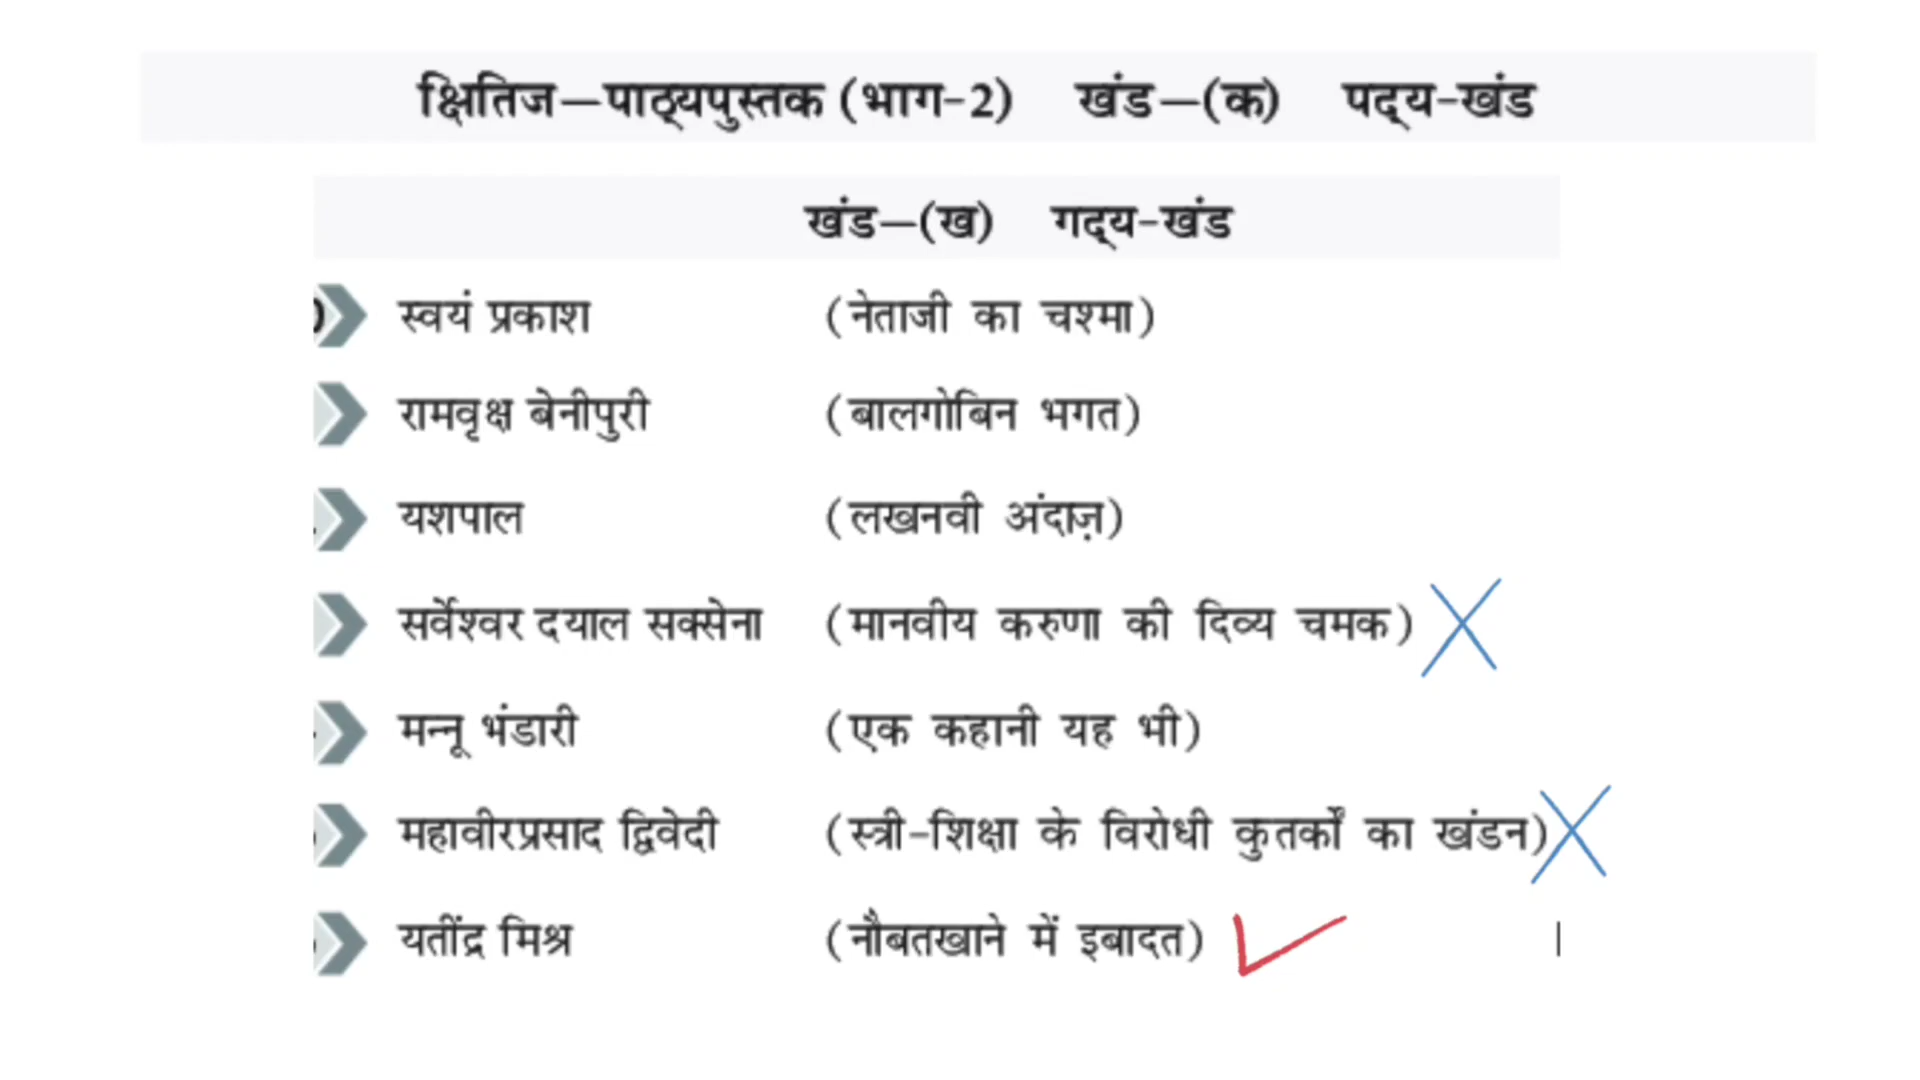 क्षितिज—पाठ्यपुस्तक (भाग-2) खंड—(क) पद्य-खंड
खंड—(ख) गद्य-खंड
स्वयं प्रकाश (नेताजी का चश्मा)
रामवृक्ष बेनीपुरी (बालगोबिन भगत)
यशपाल (लखनवी अंदाज़)
सर्वेश्वर दयाल सक्सेना (मानवीय करुणा की दिव्य चमक)
मन्नू भंडारी (एक कहानी यह भी)
महावीरप्रसाद द्विवेदी (स्त्री-शिक्षा के विरोधी कुतर्कों का खंडन)
यतींद्र मिश्र (नौबतखाने में इबादत)